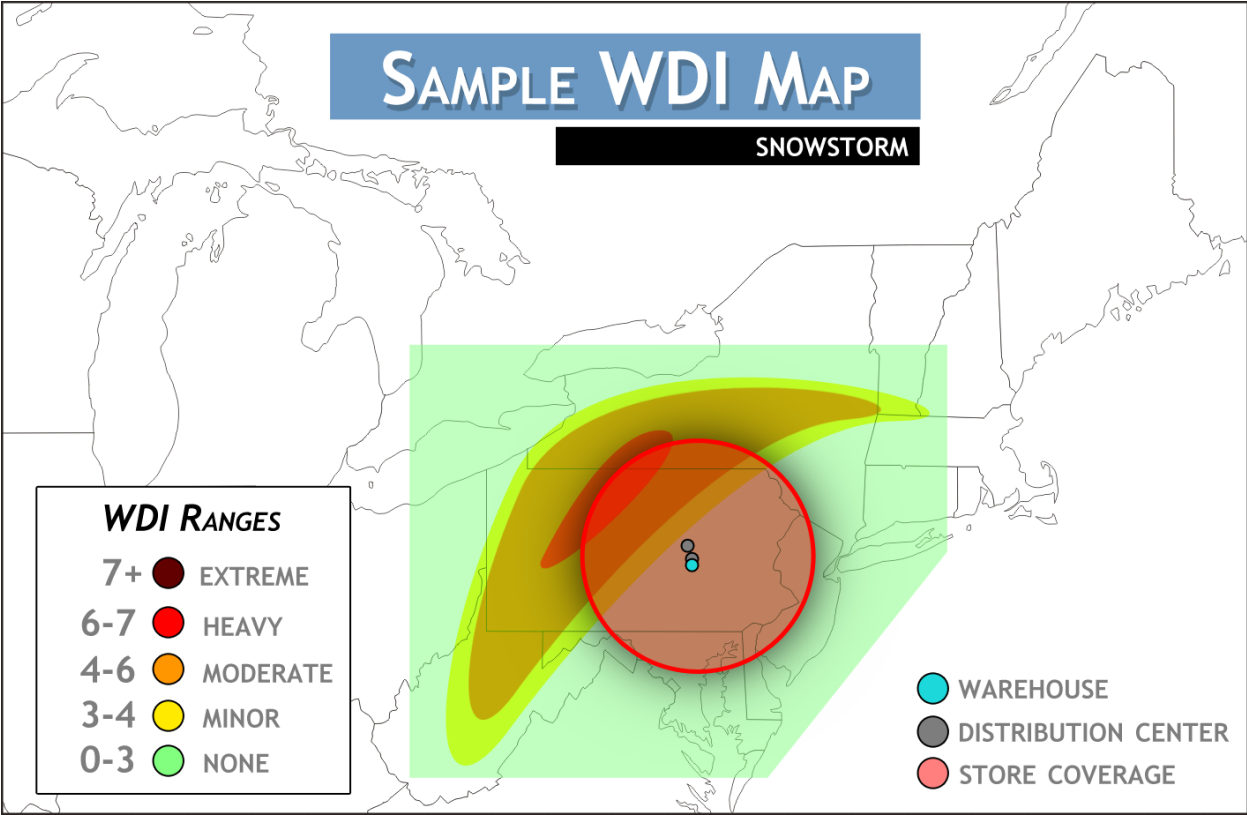 SAMPLE WDI MAP
SNOWSTORM
WDI RANGES
7+ EXTREME
6-7 HEAVY
4-6 MODERATE
3-4 MINOR
0-3 NONE
WAREHOUSE
DISTRIBUTION CENTER
STORE COVERAGE